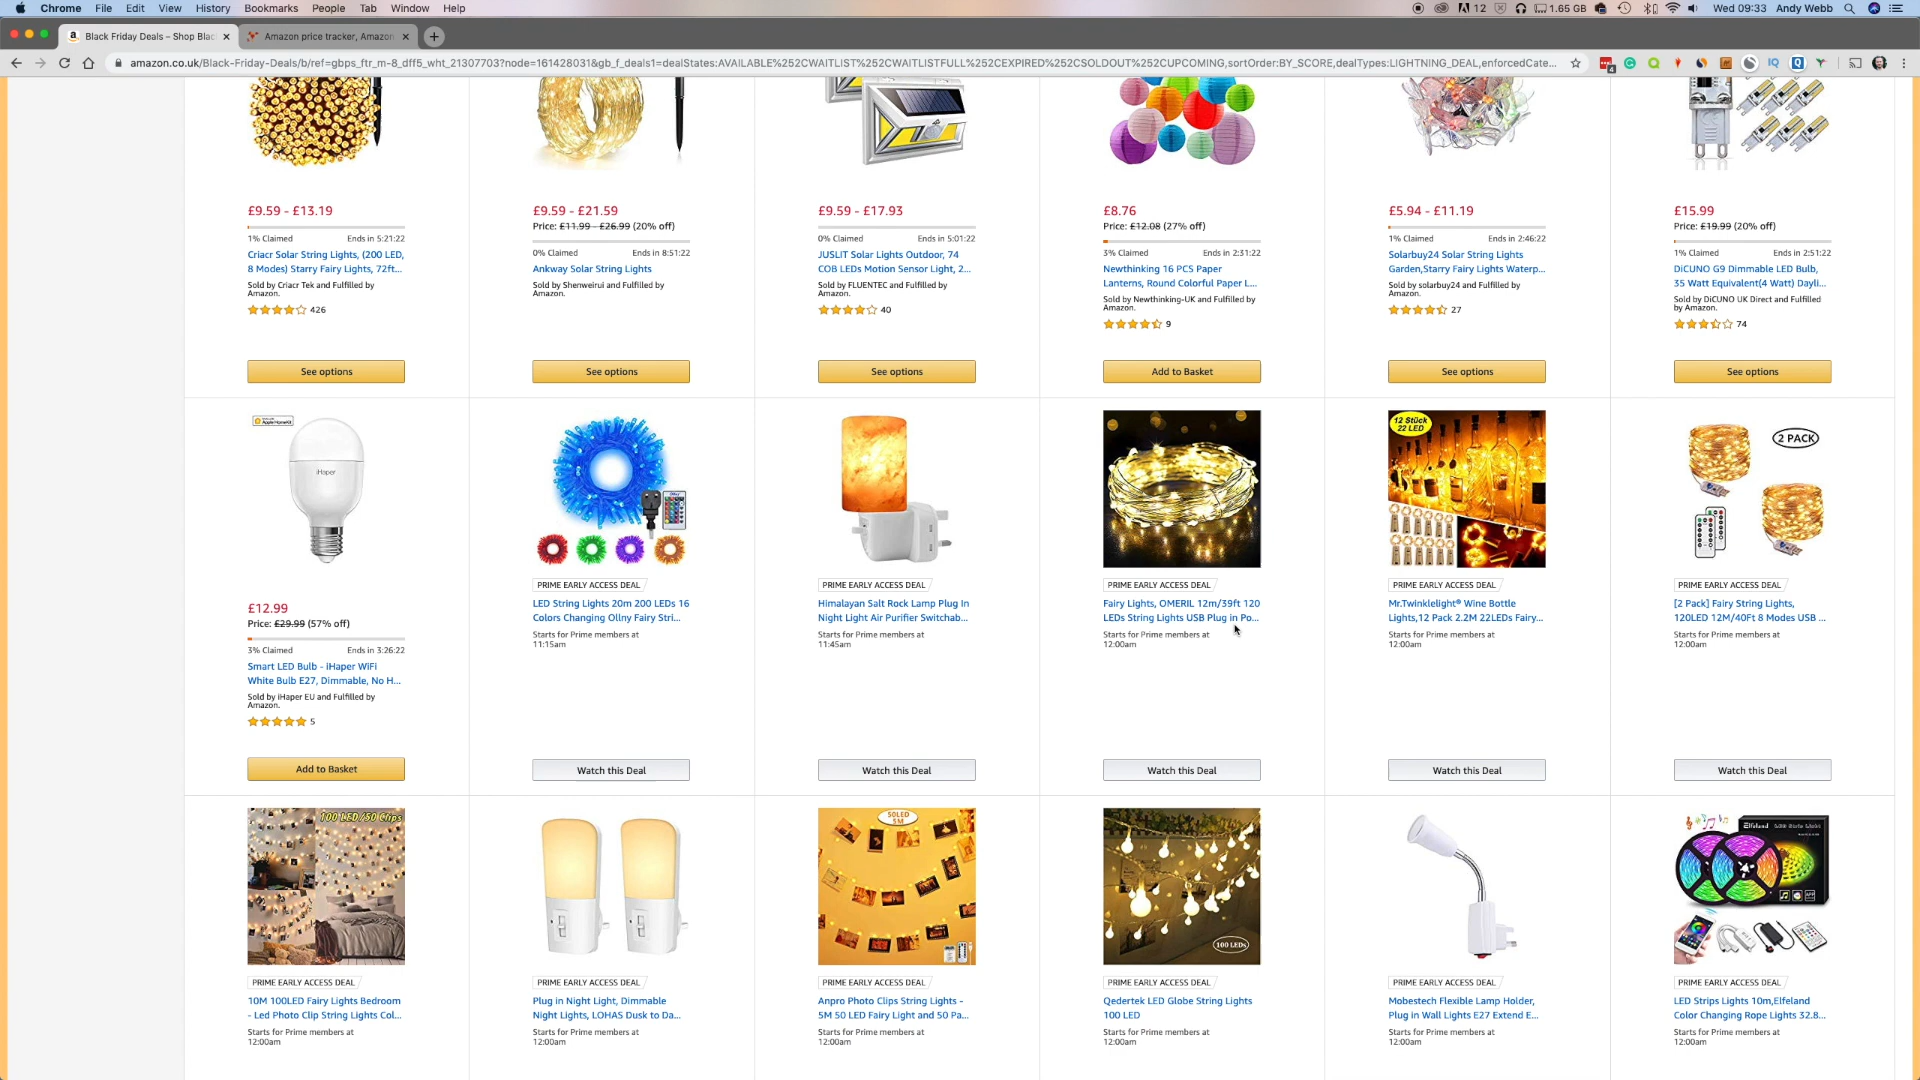 Chrome File Edit View History Bookmarks People Tab Window Help
12 1.65 GB Wed 09:33 Andy Webb
Black Friday Deals – Shop Blac
Amazon price tracker, Amazon
amazon.co.uk/Black-Friday-Deals/b/ref=gbps_ftr_m-8_dff5_wht_21307703?node=161428031&gb_f_deals1=dealStates:AVAILABLE%252CWAITLIST%252CWAITLISTFULL%252CEXPIRED%252CSOLDOUT%252CUPCOMING,sortOrder:BY_SCORE,dealTypes:LIGHTNING_DEAL,enforcedCate...
£9.59 - £13.19
1% Claimed Ends in 5:21:22
Criacr Solar String Lights, (200 LED,
8 Modes) Starry Fairy Lights, 72ft...
Sold by Criacr Tek and Fulfilled by
Amazon.
426
See options
£9.59 - £21.59
Price: £11.99 - £26.99 (20% off)
0% Claimed Ends in 8:51:22
Ankway Solar String Lights
Sold by Shenweirui and Fulfilled by
Amazon.
See options
£9.59 - £17.93
0% Claimed Ends in 5:01:22
JUSLIT Solar Lights Outdoor, 74
COB LEDs Motion Sensor Light, 2...
Sold by FLUENTEC and Fulfilled by
Amazon.
40
See options
£8.76
Price: £12.08 (27% off)
3% Claimed Ends in 2:31:22
Newthinking 16 PCS Paper
Lanterns, Round Colorful Paper L...
Sold by Newthinking-UK and Fulfilled by
Amazon.
9
Add to Basket
£5.94 - £11.19
1% Claimed Ends in 2:46:22
Solarbuy24 Solar String Lights
Garden,Starry Fairy Lights Waterp...
Sold by solarbuy24 and Fulfilled by
Amazon.
27
See options
£15.99
Price: £19.99 (20% off)
1% Claimed Ends in 2:51:22
DiCUNO G9 Dimmable LED Bulb,
35 Watt Equivalent(4 Watt) Dayli...
Sold by DiCUNO UK Direct and Fulfilled
by Amazon.
74
See options
Apple HomeKit
iHaper
£12.99
Price: £29.99 (57% off)
3% Claimed Ends in 3:26:22
Smart LED Bulb - iHaper WiFi
White Bulb E27, Dimmable, No H...
Sold by iHaper EU and Fulfilled by
Amazon.
5
Add to Basket
PRIME EARLY ACCESS DEAL
LED String Lights 20m 200 LEDs 16
Colors Changing Ollny Fairy Stri...
Starts for Prime members at
11:15am
Watch this Deal
PRIME EARLY ACCESS DEAL
Himalayan Salt Rock Lamp Plug In
Night Light Air Purifier Switchab...
Starts for Prime members at
11:45am
Watch this Deal
PRIME EARLY ACCESS DEAL
Fairy Lights, OMERIL 12m/39ft 120
LEDs String Lights USB Plug in Po...
Starts for Prime members at
12:00am
Watch this Deal
12 Stück
22 LED
PRIME EARLY ACCESS DEAL
Mr.Twinklelight® Wine Bottle
Lights,12 Pack 2.2M 22LEDs Fairy...
Starts for Prime members at
12:00am
Watch this Deal
2 PACK
PRIME EARLY ACCESS DEAL
[2 Pack] Fairy String Lights,
120LED 12M/40Ft 8 Modes USB ...
Starts for Prime members at
12:00am
Watch this Deal
100 LED/50 Clips
PRIME EARLY ACCESS DEAL
10M 100LED Fairy Lights Bedroom
- Led Photo Clip String Lights Col...
Starts for Prime members at
12:00am
PRIME EARLY ACCESS DEAL
Plug in Night Light, Dimmable
Night Lights, LOHAS Dusk to Da...
Starts for Prime members at
12:00am
50LED
5M
PRIME EARLY ACCESS DEAL
Anpro Photo Clips String Lights -
5M 50 LED Fairy Light and 50 Pa...
Starts for Prime members at
12:00am
100 LEDs
PRIME EARLY ACCESS DEAL
Qedertek LED Globe String Lights
100 LED
Starts for Prime members at
12:00am
PRIME EARLY ACCESS DEAL
Mobestech Flexible Lamp Holder,
Plug in Wall Lights E27 Extend E...
Starts for Prime members at
12:00am
Elfeland
PRIME EARLY ACCESS DEAL
LED Strips Lights 10m,Elfeland
Color Changing Rope Lights 32.8...
Starts for Prime members at
12:00am